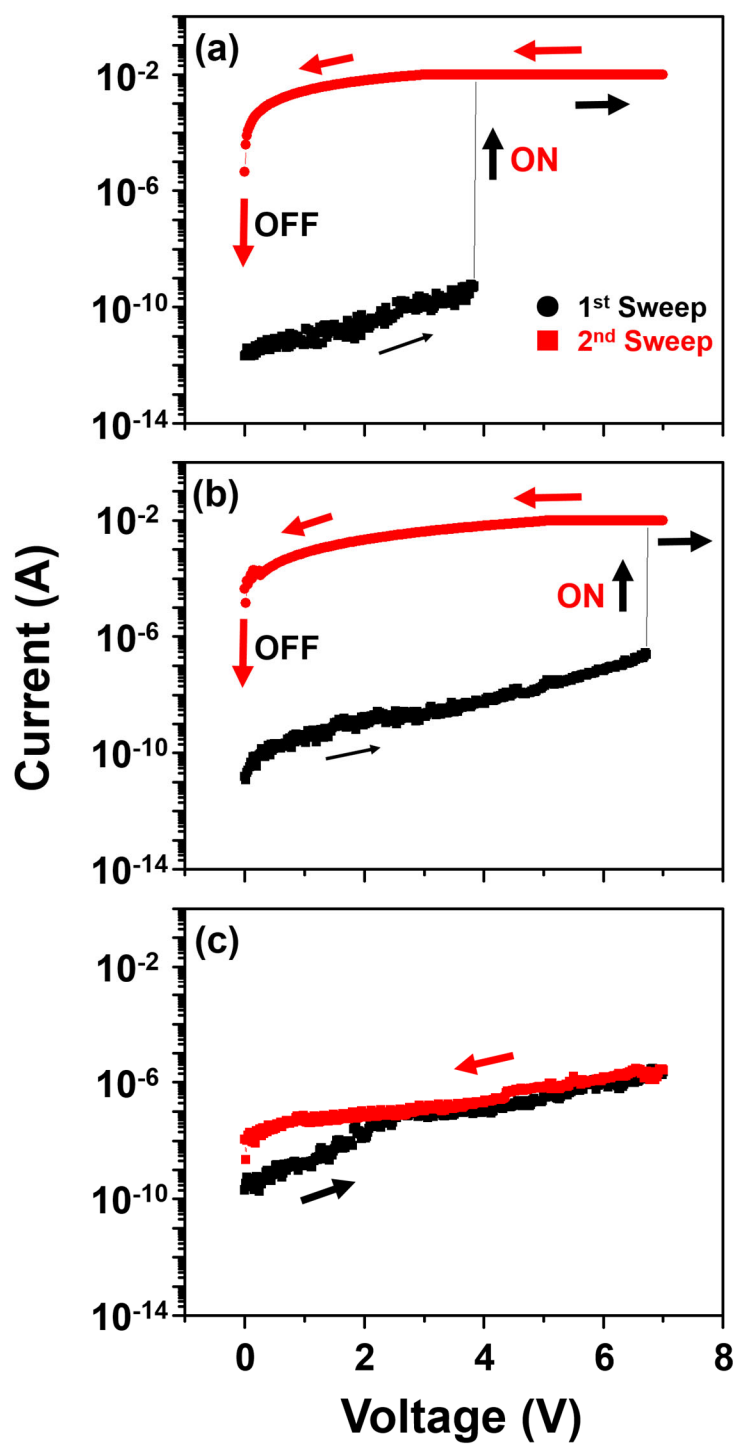 (a)
10⁻²
ON
10⁻⁶
OFF
10⁻¹⁰
1ˢᵗ Sweep
2ⁿᵈ Sweep
10⁻¹⁴
(b)
10⁻²
ON
10⁻⁶
OFF
10⁻¹⁰
10⁻¹⁴
Current (A)
(c)
10⁻²
10⁻⁶
10⁻¹⁰
10⁻¹⁴
0 2 4 6 8
Voltage (V)